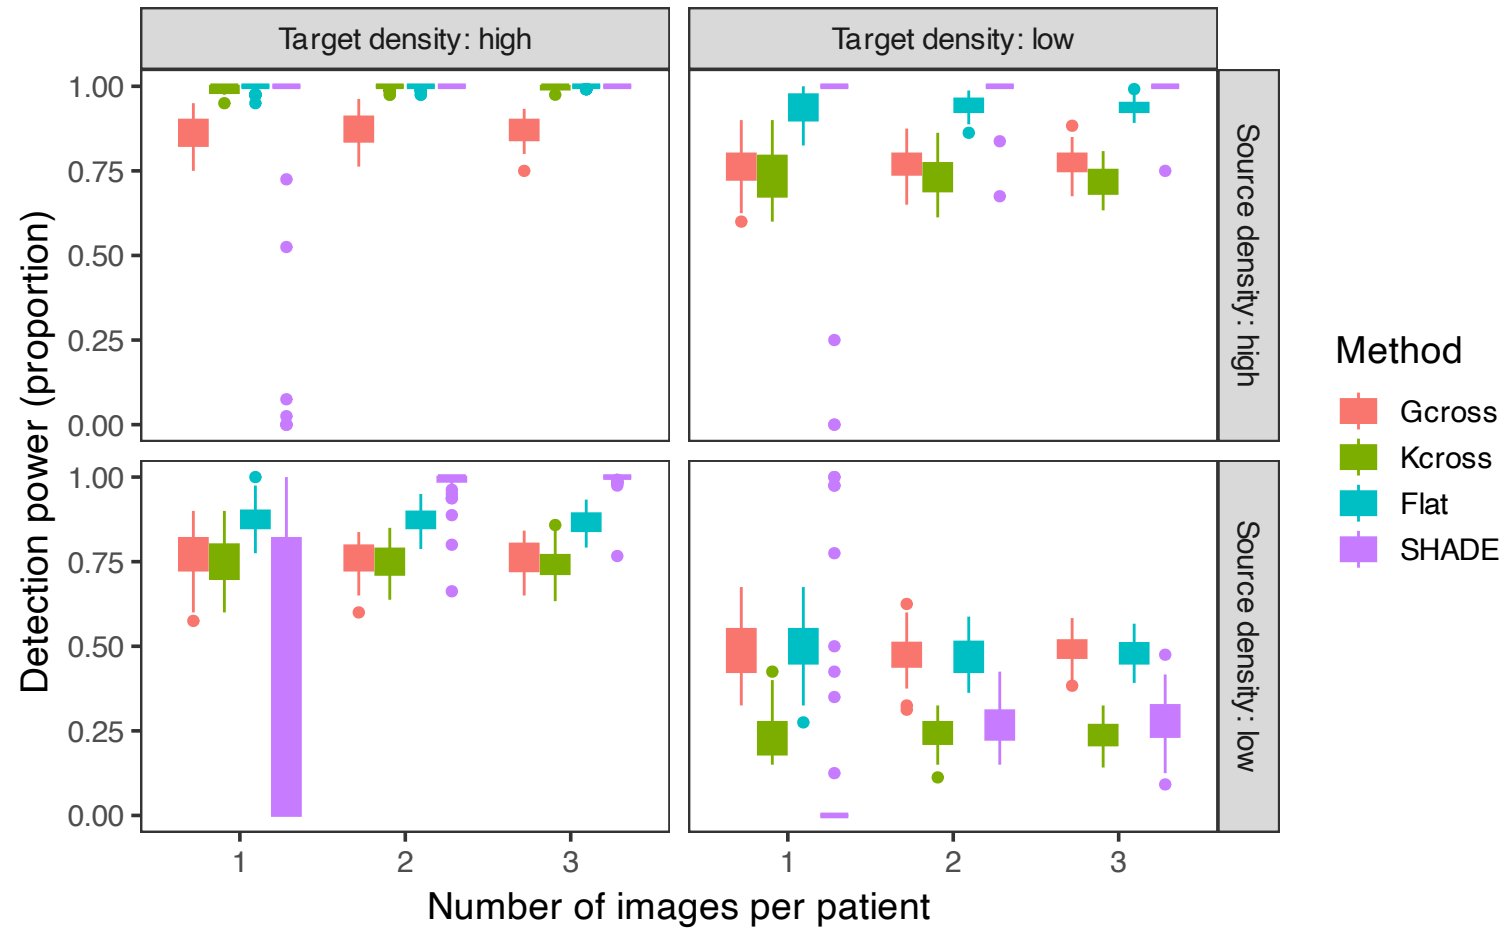 Target density: high
Target density: low
Source density: high
Source density: low
Detection power (proportion)
1.00
0.75
0.50
0.25
0.00
1.00
0.75
0.50
0.25
0.00
1
2
3
1
2
3
Number of images per patient
Method
Gcross
Kcross
Flat
SHADE